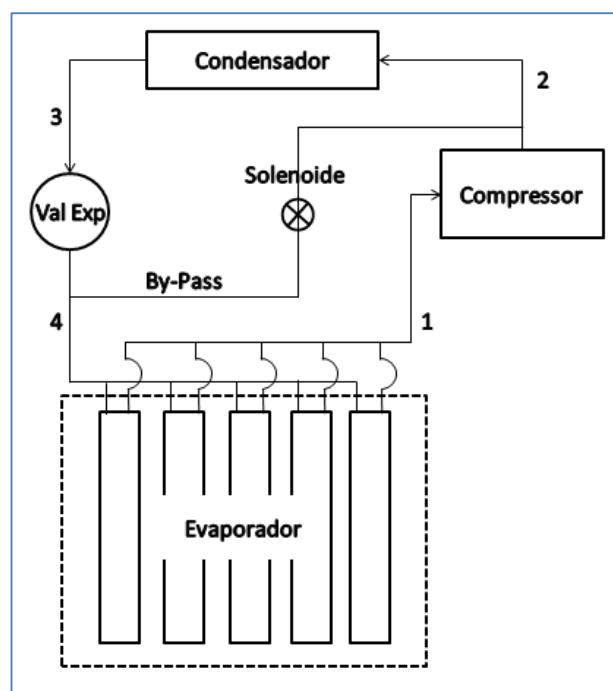 Condensador
3
2
Solenoide
Compressor
Val Exp
By-Pass
4
1
Evaporador